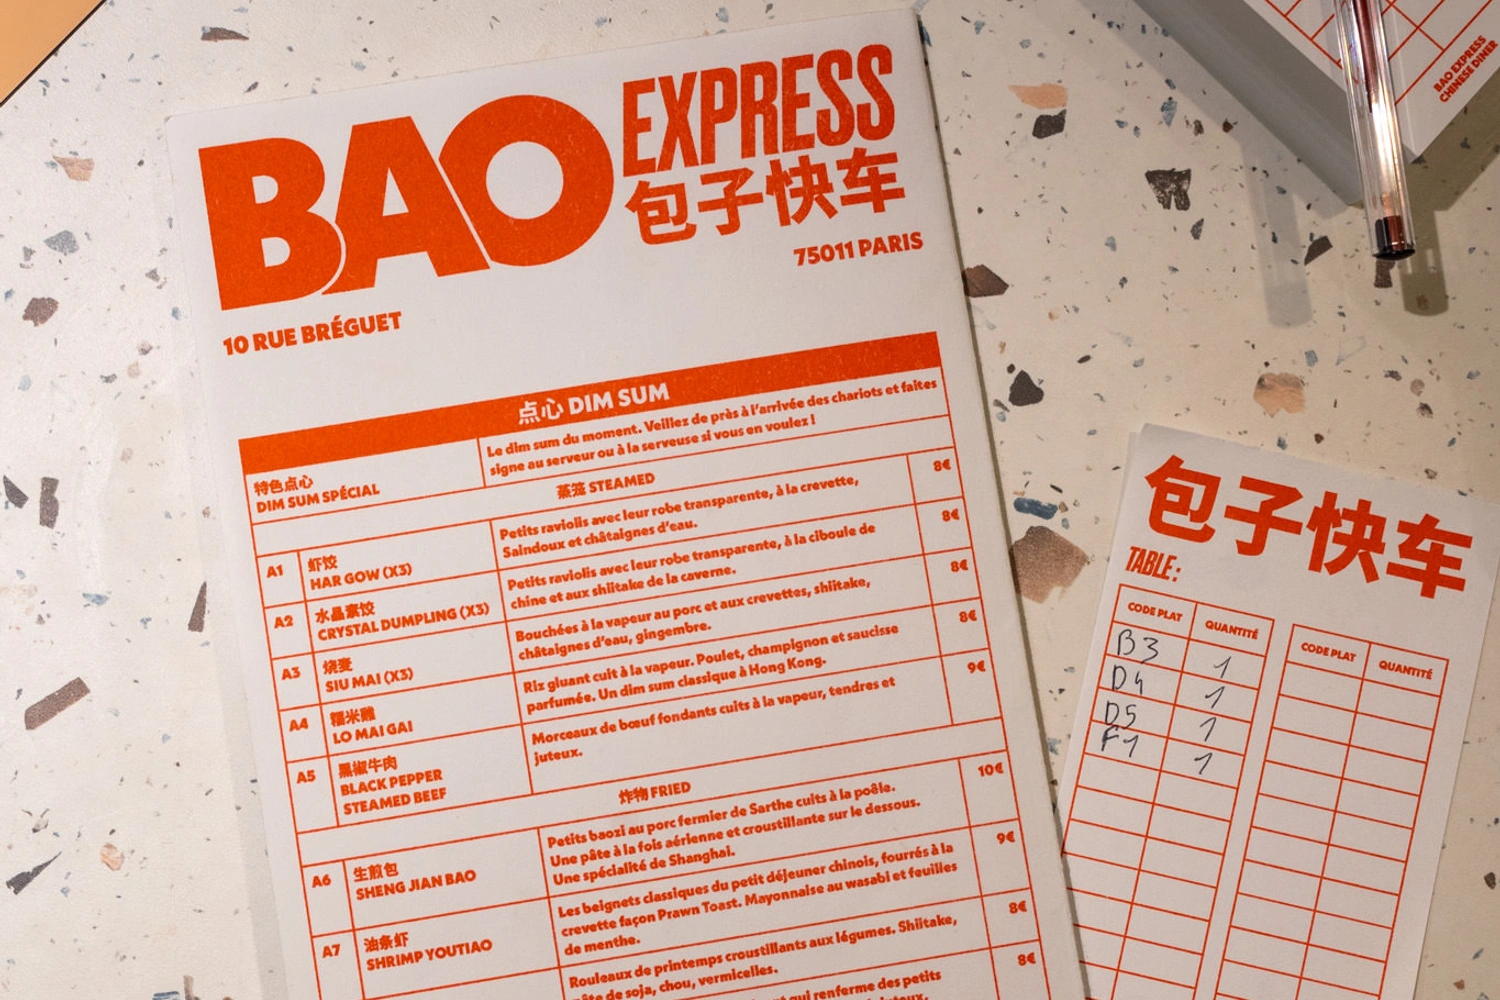 BAO
EXPRESS
包子快车
75011 PARIS
10 RUE BRÉGUET
点心 DIM SUM
特色点心
DIM SUM SPÉCIAL
Le dim sum du moment. Veillez de près à l'arrivée des chariots et faites
signe au serveur ou à la serveuse si vous en voulez !
蒸笼 STEAMED
A1
虾饺
HAR GOW (X3)
Petits raviolis avec leur robe transparente, à la crevette,
Saindoux et châtaignes d'eau.
8€
A2
水晶素饺
CRYSTAL DUMPLING (X3)
Petits raviolis avec leur robe transparente, à la ciboule de
chine et aux shiitake de la caverne.
8€
A3
烧麦
SIU MAI (X3)
Bouchées à la vapeur au porc et aux crevettes, shiitake,
châtaignes d'eau, gingembre.
8€
A4
糯米雞
LO MAI GAI
Riz gluant cuit à la vapeur. Poulet, champignon et saucisse
parfumée. Un dim sum classique à Hong Kong.
8€
A5
黑椒牛肉
BLACK PEPPER
STEAMED BEEF
Morceaux de bœuf fondants cuits à la vapeur, tendres et
juteux.
9€
炸物 FRIED
A6
生煎包
SHENG JIAN BAO
Petits baozi au porc fermier de Sarthe cuits à la poêle.
Une pâte à la fois aérienne et croustillante sur le dessous.
Une spécialité de Shanghai.
10€
A7
油条虾
SHRIMP YOUTIAO
Les beignets classiques du petit déjeuner chinois, fourrés à la
crevette façon Prawn Toast. Mayonnaise au wasabi et feuilles
de menthe.
9€
Rouleaux de printemps croustillants aux légumes. Shiitake,
pâte de soja, chou, vermicelles.
8€
qui renferme des petits
8€
BAO EXPRESS
CHINESE DINER
包子快车
TABLE :
CODE PLAT QUANTITÉ CODE PLAT QUANTITÉ
B3 1
D4 1
D5 1
F1 1